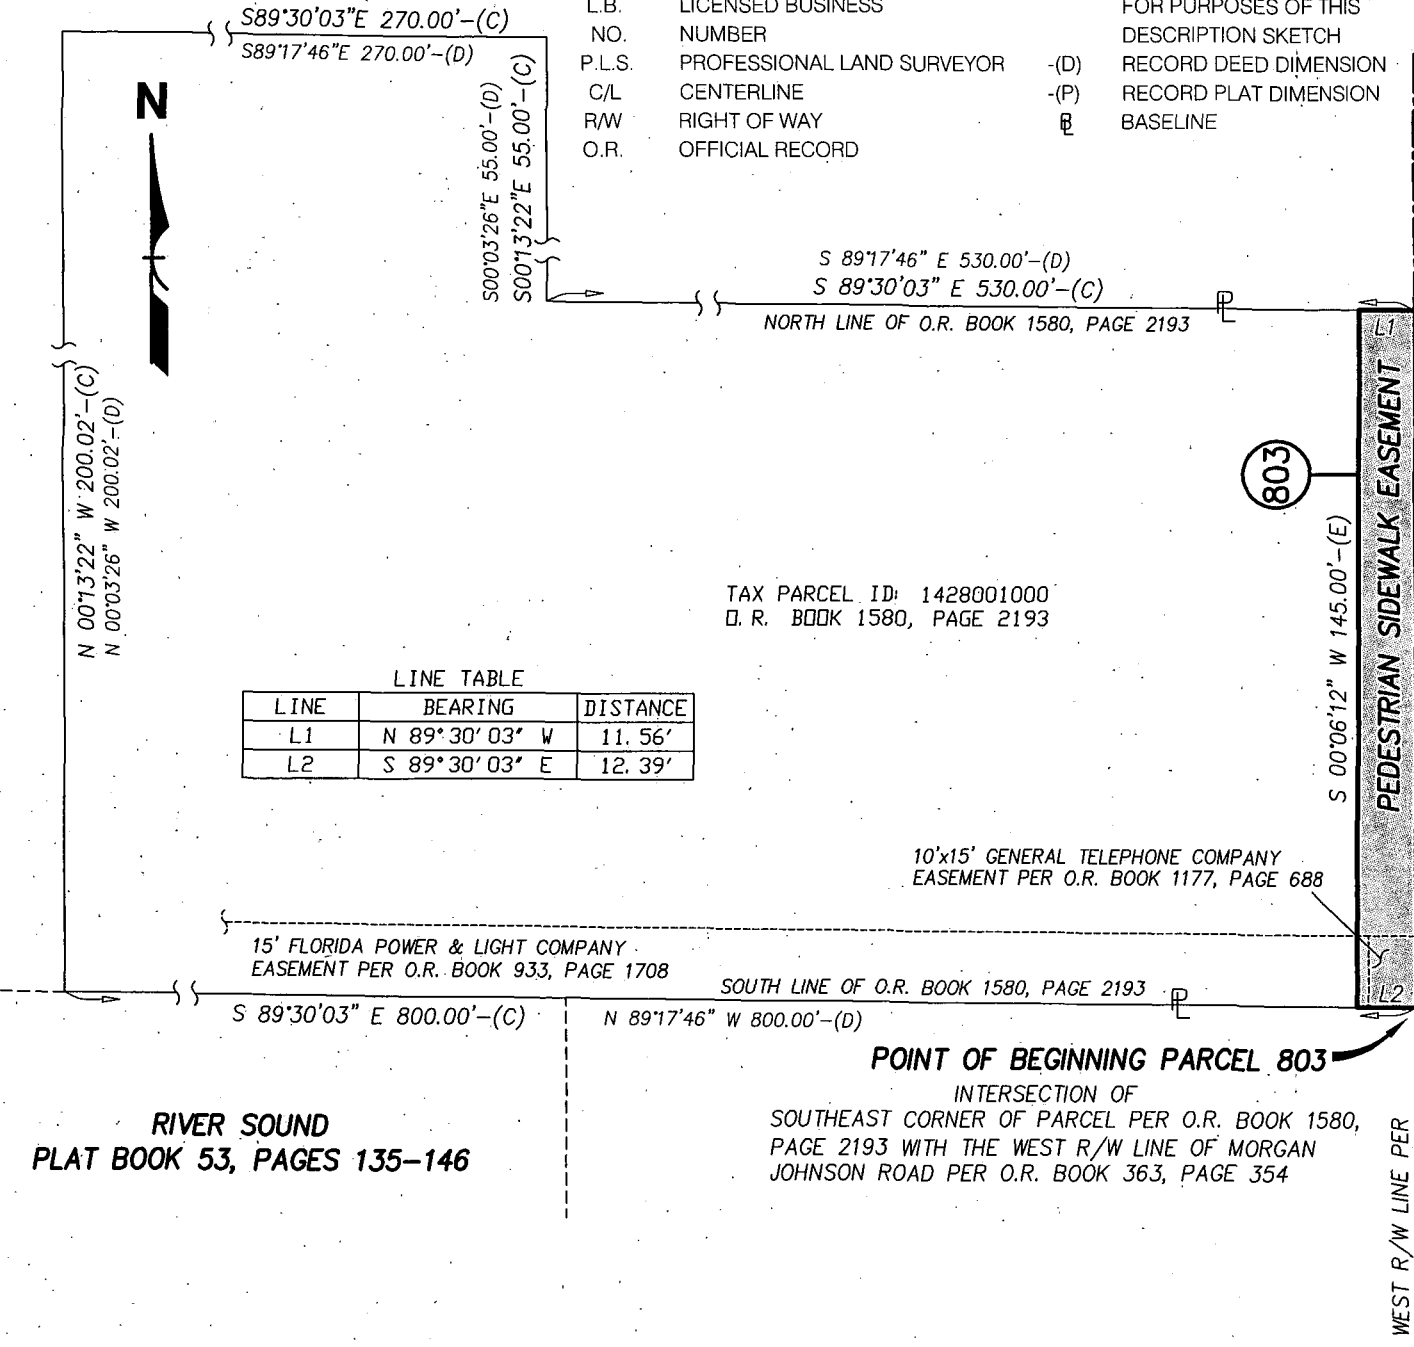 S89°30'03"E 270.00'-(C)
S89°17'46"E 270.00'-(D)
L.B. LICENSED BUSINESS
NO. NUMBER
P.L.S. PROFESSIONAL LAND SURVEYOR
C/L CENTERLINE
R/W RIGHT OF WAY
O.R. OFFICIAL RECORD
FOR PURPOSES OF THIS
DESCRIPTION SKETCH
-(D) RECORD DEED DIMENSION
-(P) RECORD PLAT DIMENSION
BASELINE
N
S00°03'26"E 55.00'-(D)
S00°13'22"E 55.00'-(C)
S 89°17'46" E 530.00'-(D)
S 89°30'03" E 530.00'-(C)
NORTH LINE OF O.R. BOOK 1580, PAGE 2193
L1
PEDESTRIAN SIDEWALK EASEMENT
803
S 00°06'12" W 145.00'-(E)
N 00°13'22" W 200.02'-(C)
N 00°03'26" W 200.02'-(D)
TAX PARCEL ID: 1428001000
O.R. BOOK 1580, PAGE 2193
LINE TABLE
LINE BEARING DISTANCE
L1 N 89°30'03" W 11.56'
L2 S 89°30'03" E 12.39'
10'x15' GENERAL TELEPHONE COMPANY
EASEMENT PER O.R. BOOK 1177, PAGE 688
15' FLORIDA POWER & LIGHT COMPANY
EASEMENT PER O.R. BOOK 933, PAGE 1708
SOUTH LINE OF O.R. BOOK 1580, PAGE 2193
L2
S 89°30'03" E 800.00'-(C)
N 89°17'46" W 800.00'-(D)
POINT OF BEGINNING PARCEL 803
INTERSECTION OF
SOUTHEAST CORNER OF PARCEL PER O.R. BOOK 1580,
PAGE 2193 WITH THE WEST R/W LINE OF MORGAN
JOHNSON ROAD PER O.R. BOOK 363, PAGE 354
RIVER SOUND
PLAT BOOK 53, PAGES 135-146
WEST R/W LINE PER